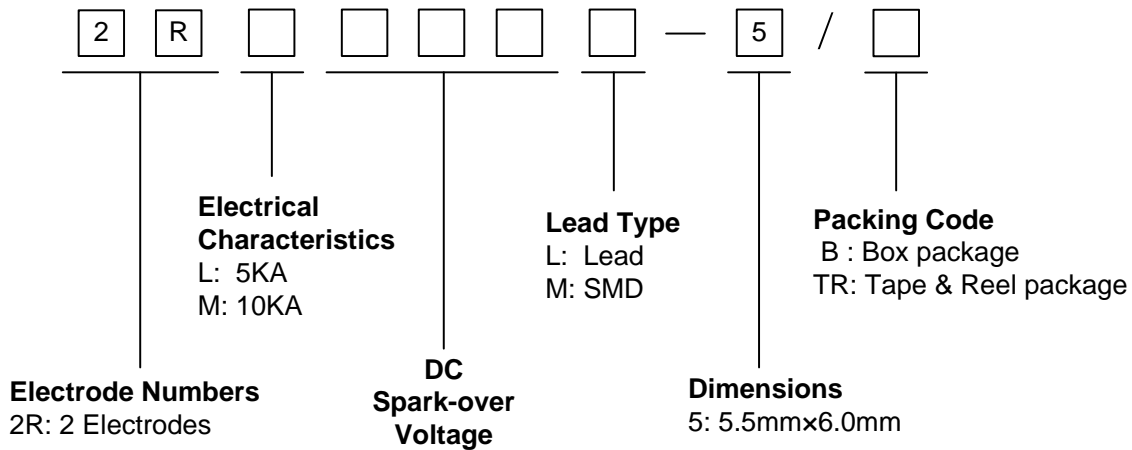 2 R — 5 /
Electrical
Characteristics
L: 5KA
M: 10KA
Lead Type
L: Lead
M: SMD
Packing Code
B : Box package
TR: Tape & Reel package
Electrode Numbers
2R: 2 Electrodes
DC
Spark-over
Voltage
Dimensions
5: 5.5mm×6.0mm